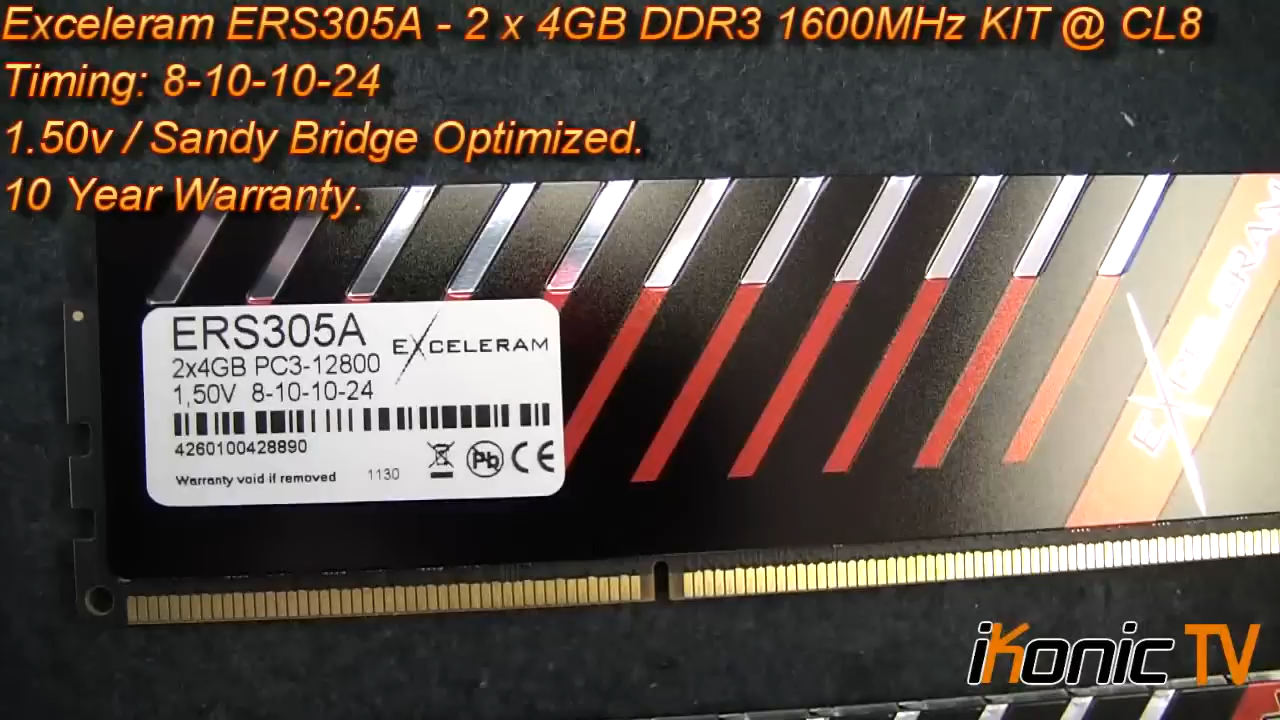 Exceleram ERS305A - 2 x 4GB DDR3 1600MHz KIT @ CL8
Timing: 8-10-10-24
1.50v / Sandy Bridge Optimized.
10 Year Warranty.
ERS305A
EXCELERAM
2x4GB PC3-12800
1,50V 8-10-10-24
4260100428890
Pb CE
Warranty void if removed 1130
EXCELERAM
iKonic TV